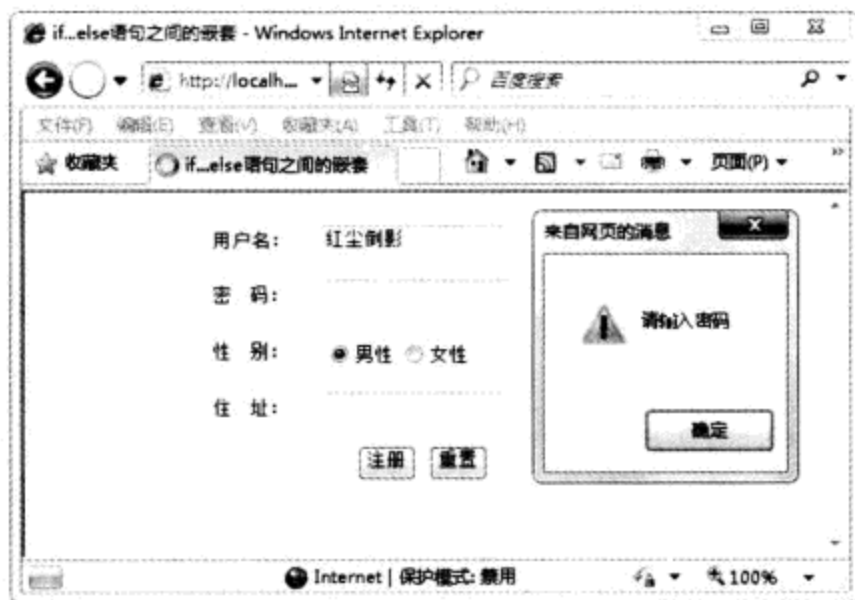 if...else语句之间的嵌套 - Windows Internet Explorer
http://localh... 百度搜索
文件(F) 编辑(E) 查看(V) 收藏夹(A) 工具(T) 帮助(H)
收藏夹 if...else语句之间的嵌套 页面(P)
用户名： 红尘倒影
密 码：
性 别： 男性 女性
住 址：
注册 重置
来自网页的消息
请输入密码
确定
Internet | 保护模式: 禁用 100%